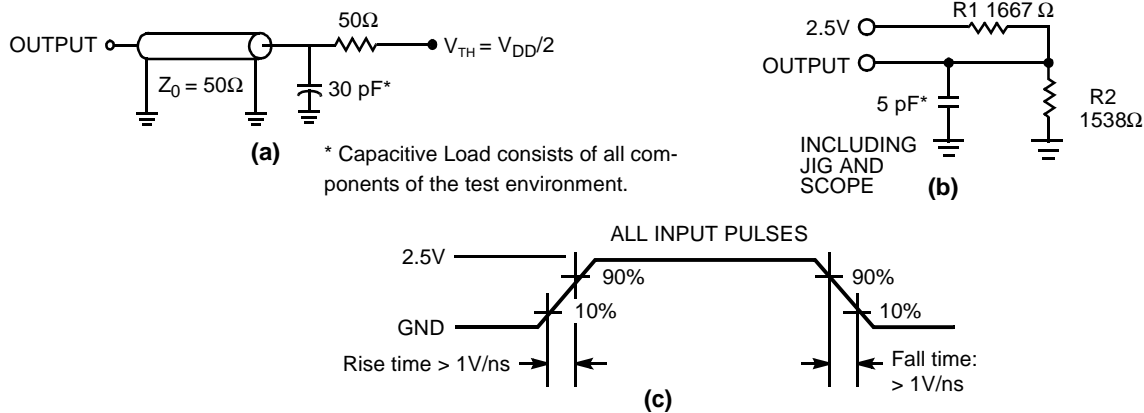 OUTPUT
Z0 = 50Ω
50Ω
30 pF*
VTH = VDD/2
(a)
* Capacitive Load consists of all com-
ponents of the test environment.
2.5V
R1 1667 Ω
OUTPUT
5 pF*
R2
1538Ω
INCLUDING
JIG AND
SCOPE
(b)
ALL INPUT PULSES
2.5V
GND
90%
10%
90%
10%
Rise time > 1V/ns
Fall time:
> 1V/ns
(c)